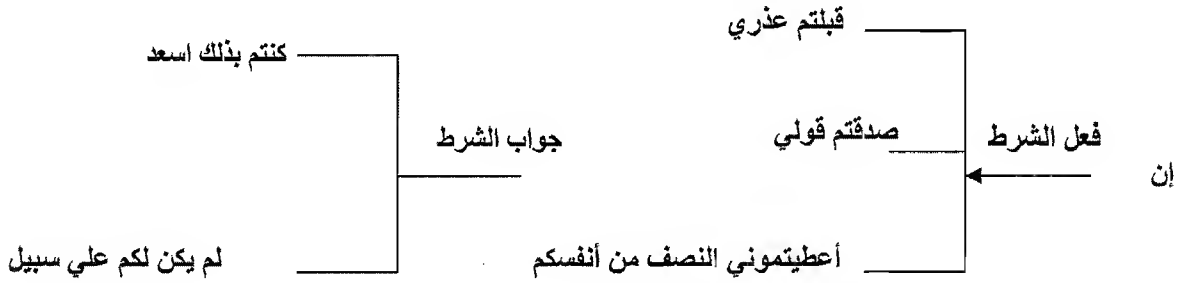 إن
فعل الشرط
قبلتم عذري
صدقتم قولي
أعطيتموني النصف من أنفسكم
جواب الشرط
كنتم بذلك اسعد
لم يكن لكم علي سبيل